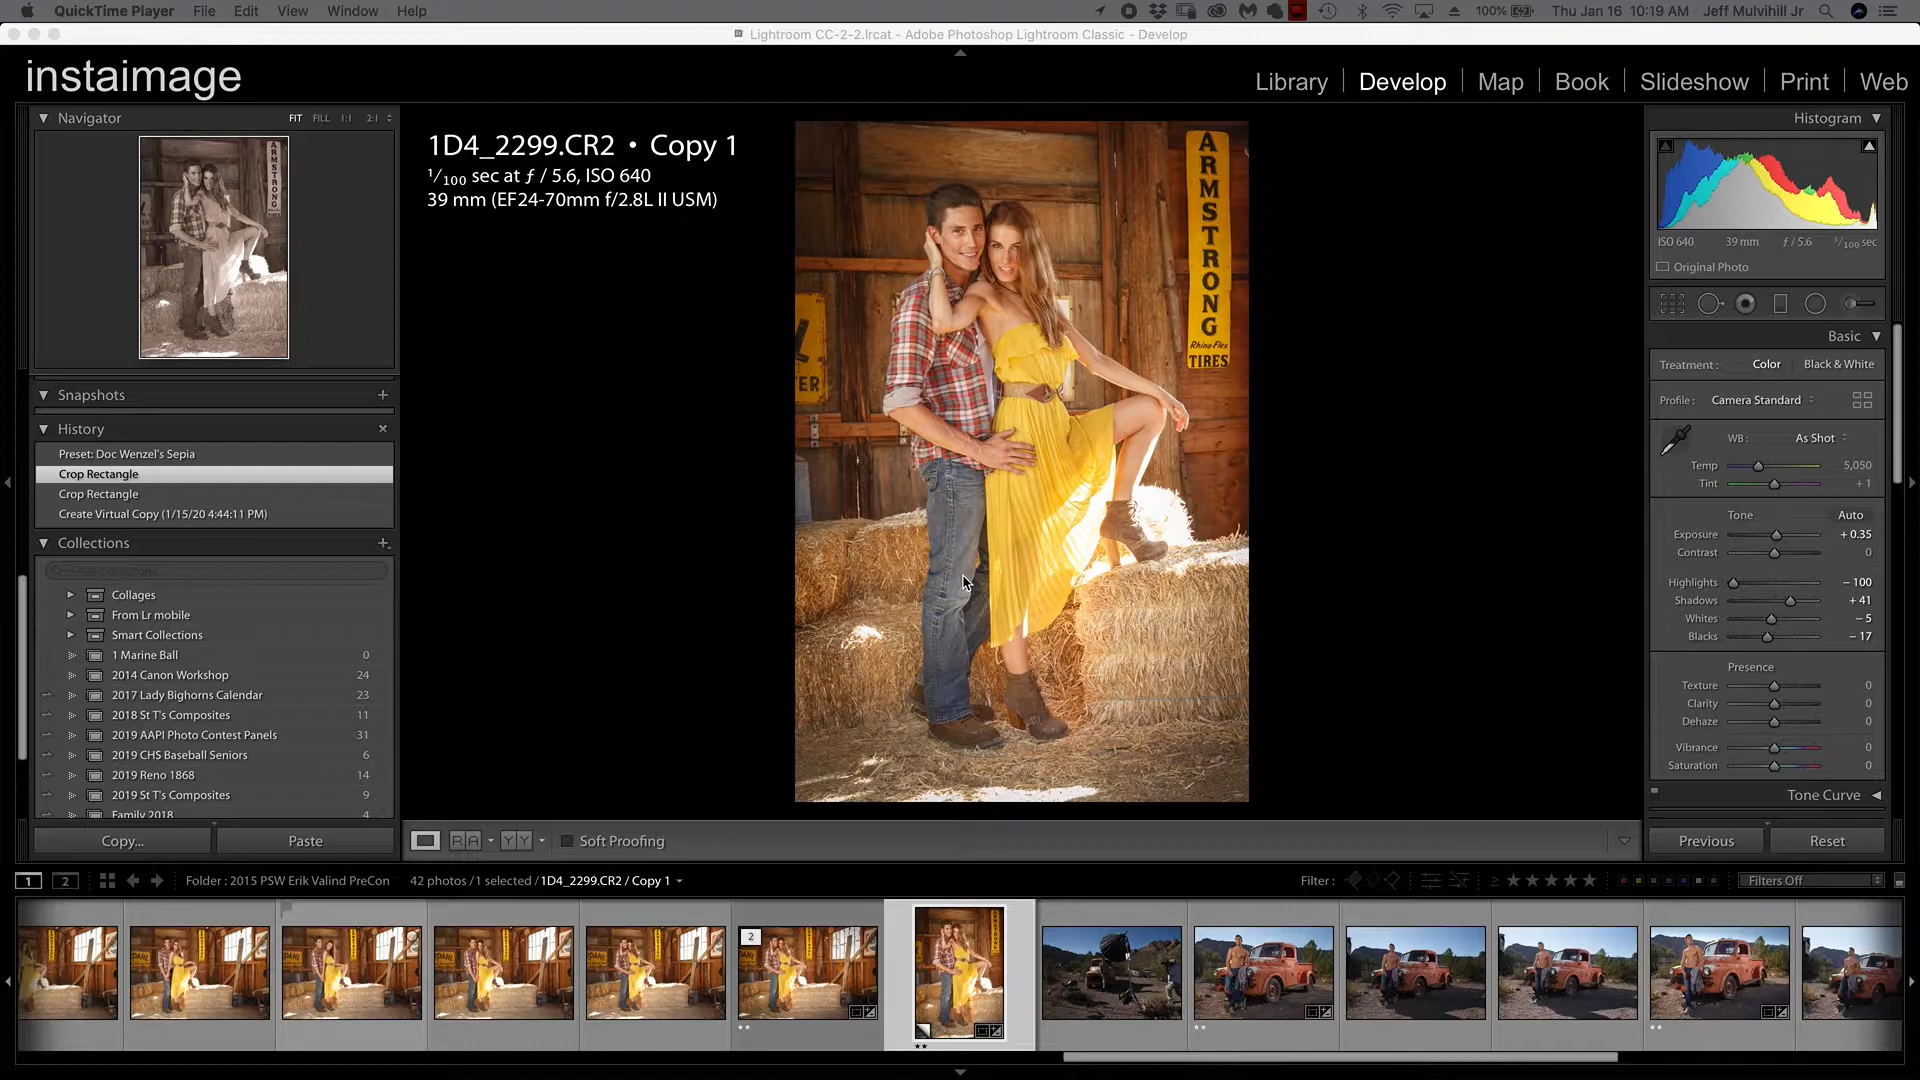 QuickTime Player File Edit View Window Help 100% Thu Jan 16 10:19 AM Jeff Mulvihill Jr
Lightroom CC-2-2.lrcat - Adobe Photoshop Lightroom Classic - Develop
instaimage
Library | Develop | Map | Book | Slideshow | Print | Web
Navigator FIT FILL 1:1 2:1
1D4_2299.CR2 • Copy 1
1/100 sec at ƒ / 5.6, ISO 640
39 mm (EF24-70mm f/2.8L II USM)
ARMSTRONG
Rhino-Flex
TIRES
Histogram
ISO 640 39 mm ƒ / 5.6 1/100 sec
Original Photo
Basic
Treatment : Color Black & White
Profile : Camera Standard
WB : As Shot
Temp 5,050
Tint + 1
Tone Auto
Exposure + 0.35
Contrast 0
Highlights – 100
Shadows + 41
Whites – 5
Blacks – 17
Presence
Texture 0
Clarity 0
Dehaze 0
Vibrance 0
Saturation 0
Tone Curve
Previous Reset
Snapshots
History
Preset: Doc Wenzel's Sepia
Crop Rectangle
Crop Rectangle
Create Virtual Copy (1/15/20 4:44:11 PM)
Collections
Collages
From Lr mobile
Smart Collections
1 Marine Ball 0
2014 Canon Workshop 24
2017 Lady Bighorns Calendar 23
2018 St T's Composites 11
2019 AAPI Photo Contest Panels 31
2019 CHS Baseball Seniors 6
2019 Reno 1868 14
2019 St T's Composites 9
Family 2018 4
Copy... Paste
R A Y Y Soft Proofing
1 2 Folder : 2015 PSW Erik Valind PreCon 42 photos / 1 selected / 1D4_2299.CR2 / Copy 1 Filter : Filters Off
2